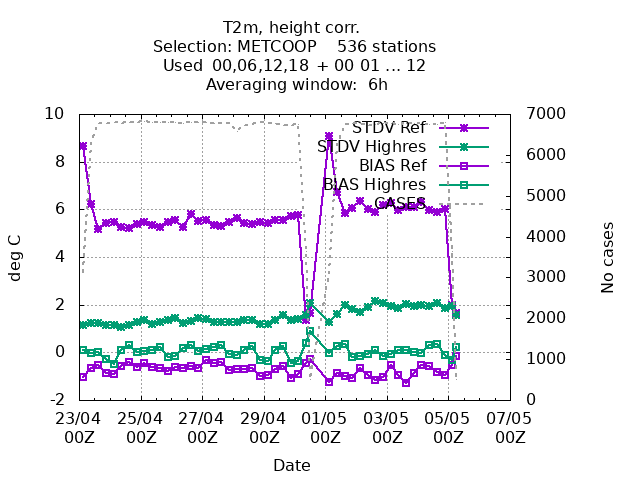 T2m, height corr.
Selection: METCOOP 536 stations
Used 00,06,12,18 + 00 01 ... 12
Averaging window: 6h
10 7000
STDV Ref
STDV Highres
8 6000
BIAS Ref
BIAS Highres
CASES
6 5000
4000
4
deg C No cases
3000
2
2000
0 1000
-2 0
23/04 25/04 27/04 29/04 01/05 03/05 05/05 07/05
00Z 00Z 00Z 00Z 00Z 00Z 00Z 00Z
Date